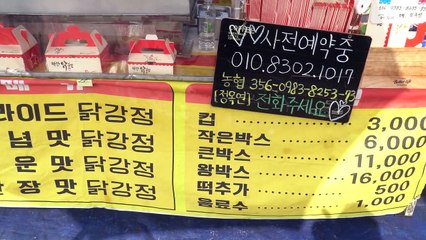 사전예약중
010.8302.1017
농협 356-0983-8253-73
전화주세요
라이드 닭강정
념맛 닭강정
운맛 닭강정
장맛 닭강정
컵 3,000
작은박스 6,000
큰박스 11,000
왕박스 16,000
떡추가 500
음료수 1,000